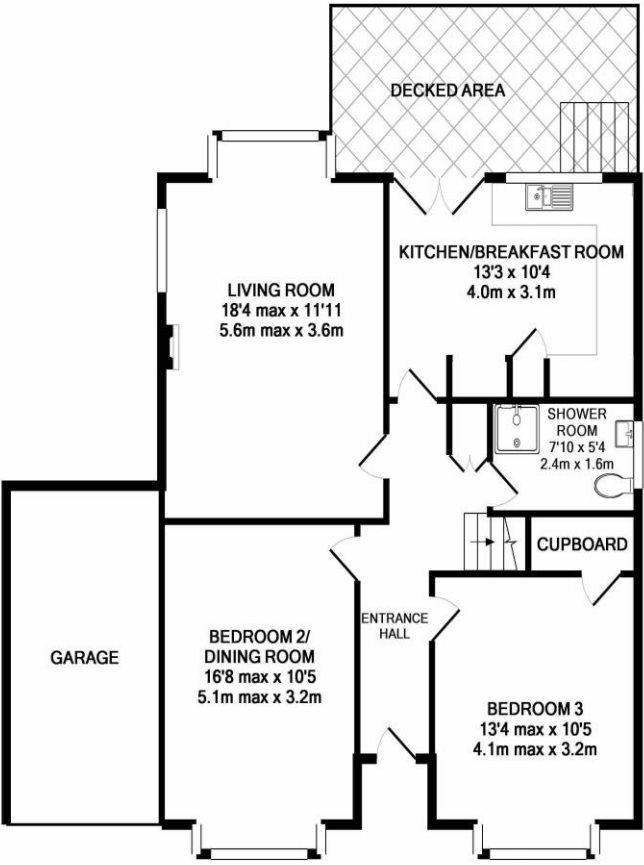 DECKED AREA
KITCHEN/BREAKFAST ROOM
13'3 x 10'4
4.0m x 3.1m
LIVING ROOM
18'4 max x 11'11
5.6m max x 3.6m
SHOWER
ROOM
7'10 x 5'4
2.4m x 1.6m
CUPBOARD
ENTRANCE
HALL
GARAGE
BEDROOM 2/
DINING ROOM
16'8 max x 10'5
5.1m max x 3.2m
BEDROOM 3
13'4 max x 10'5
4.1m max x 3.2m